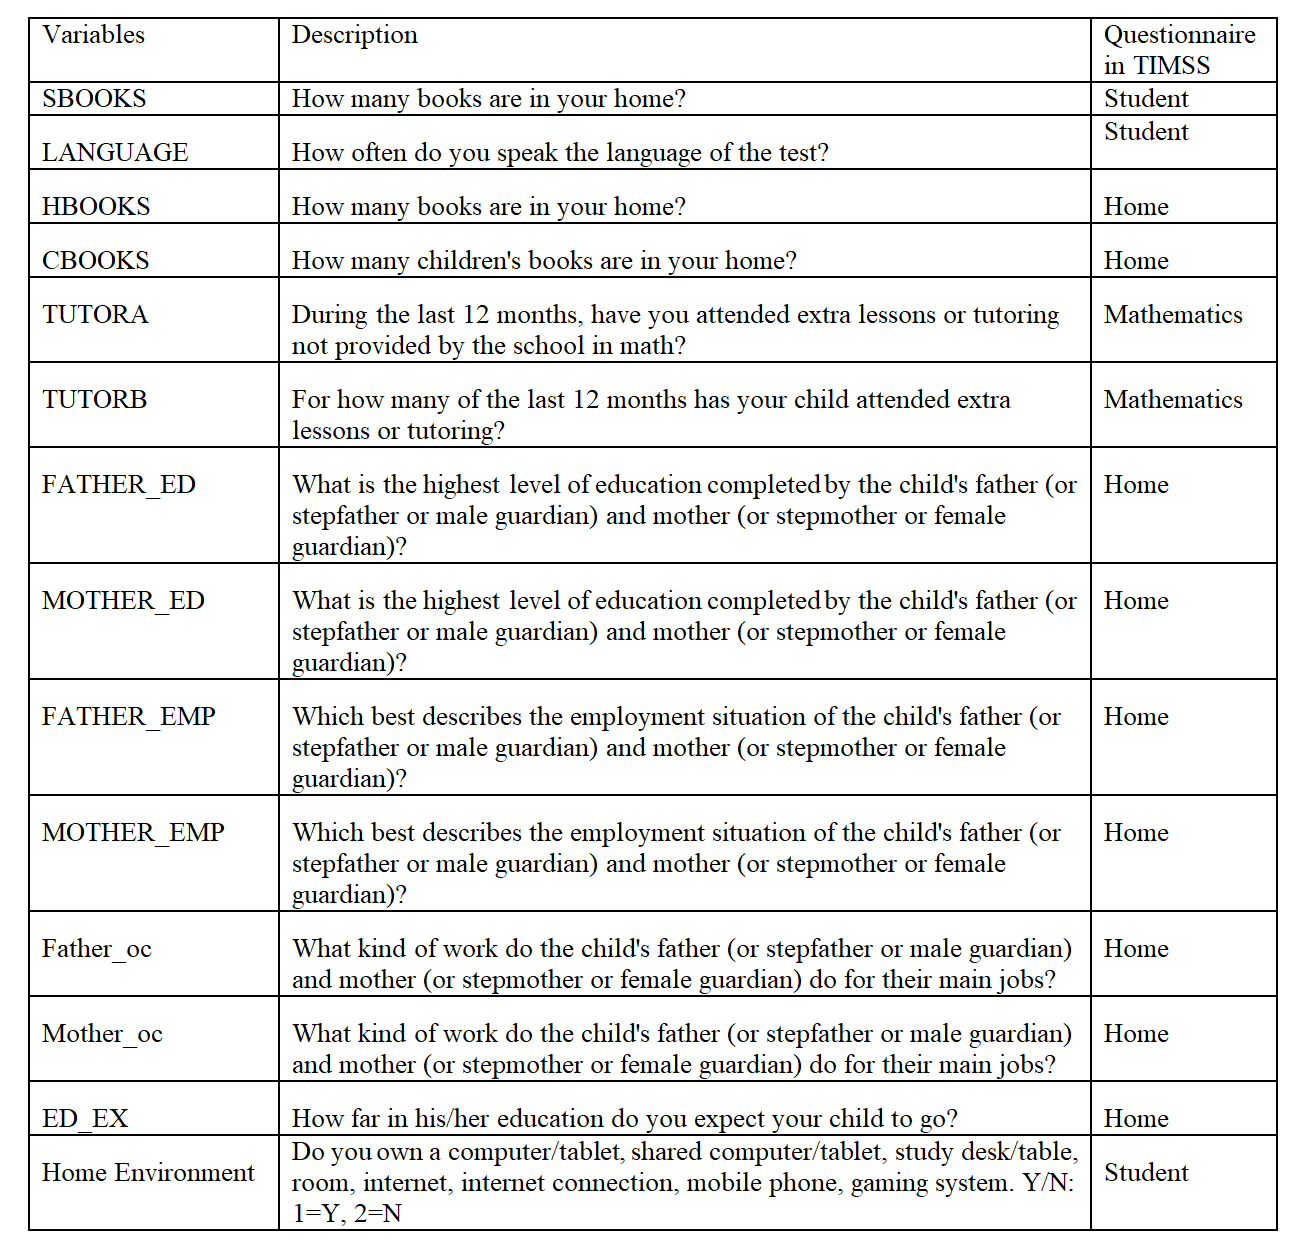 Variables
Description
Questionnaire
in TIMSS
SBOOKS
How many books are in your home?
Student
LANGUAGE
How often do you speak the language of the test?
Student
HBOOKS
How many books are in your home?
Home
CBOOKS
How many children's books are in your home?
Home
TUTORA
During the last 12 months, have you attended extra lessons or tutoring
not provided by the school in math?
Mathematics
TUTORB
For how many of the last 12 months has your child attended extra
lessons or tutoring?
Mathematics
FATHER_ED
What is the highest level of education completed by the child's father (or
stepfather or male guardian) and mother (or stepmother or female
guardian)?
Home
MOTHER_ED
What is the highest level of education completed by the child's father (or
stepfather or male guardian) and mother (or stepmother or female
guardian)?
Home
FATHER_EMP
Which best describes the employment situation of the child's father (or
stepfather or male guardian) and mother (or stepmother or female
guardian)?
Home
MOTHER_EMP
Which best describes the employment situation of the child's father (or
stepfather or male guardian) and mother (or stepmother or female
guardian)?
Home
Father_oc
What kind of work do the child's father (or stepfather or male guardian)
and mother (or stepmother or female guardian) do for their main jobs?
Home
Mother_oc
What kind of work do the child's father (or stepfather or male guardian)
and mother (or stepmother or female guardian) do for their main jobs?
Home
ED_EX
How far in his/her education do you expect your child to go?
Home
Home Environment
Do you own a computer/tablet, shared computer/tablet, study desk/table,
room, internet, internet connection, mobile phone, gaming system. Y/N:
1=Y, 2=N
Student